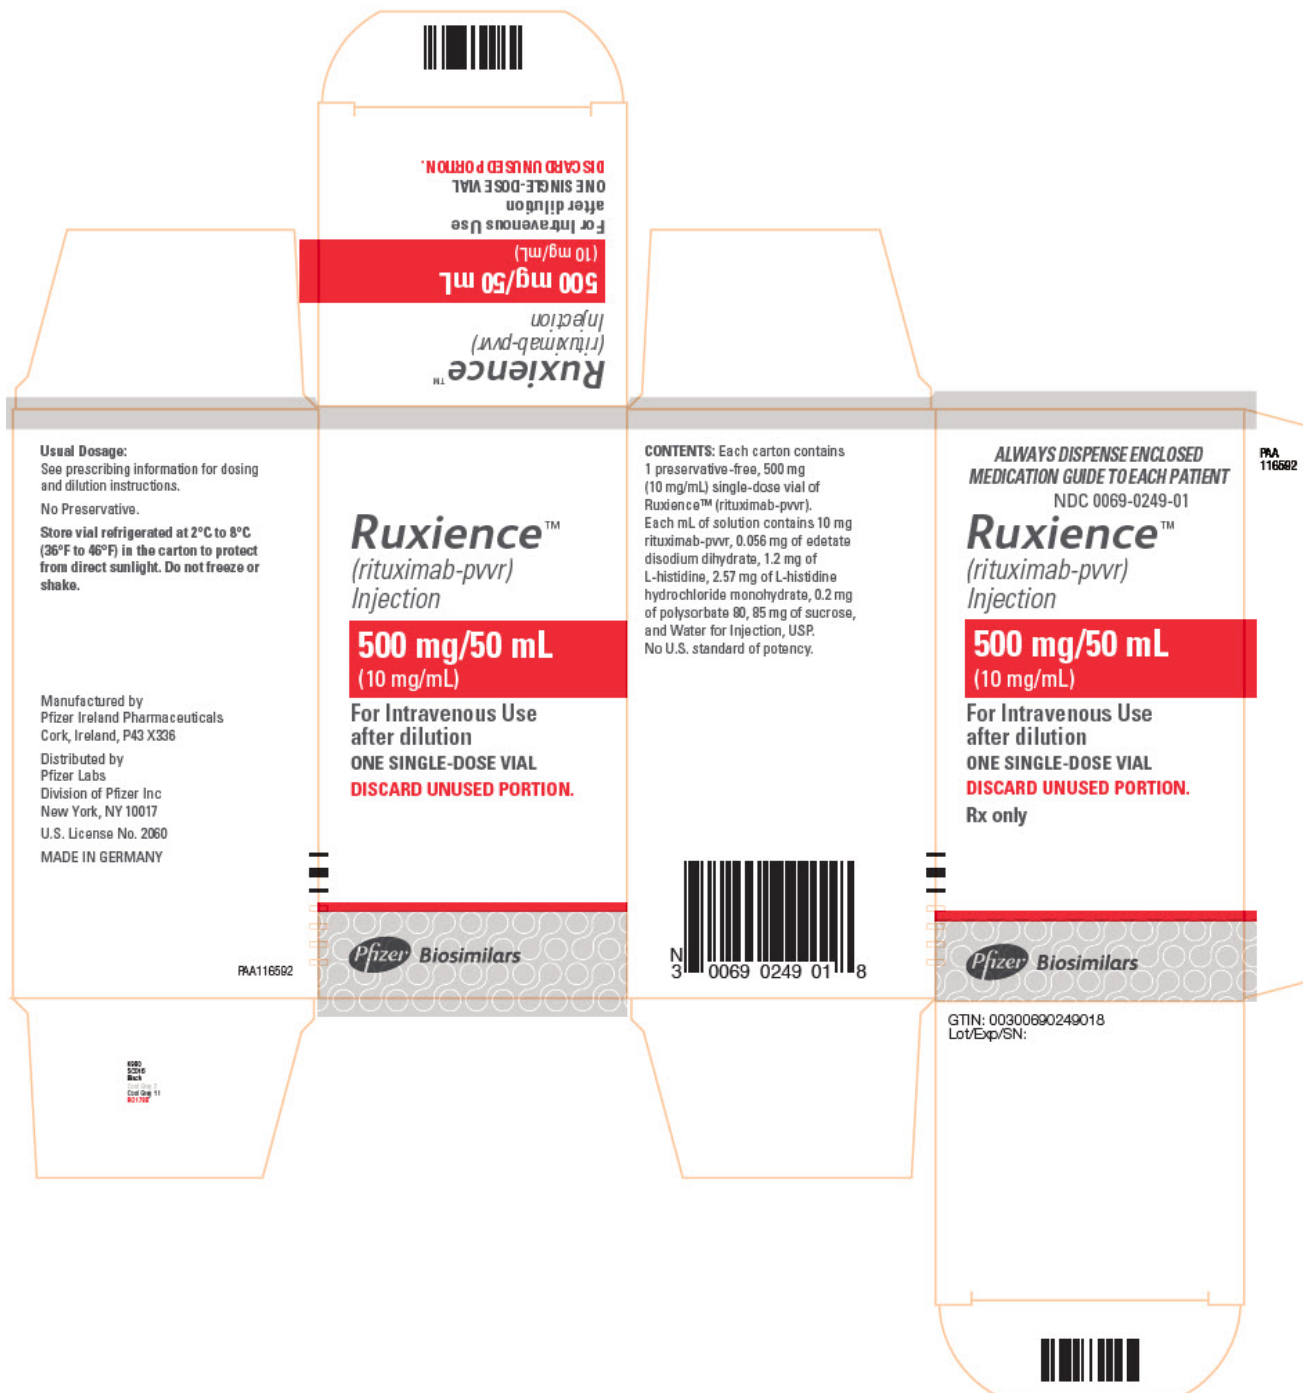 DISCARD UNUSED PORTION.
ONE SINGLE-DOSE VIAL
after dilution
For Intravenous Use
(10 mg/mL)
500 mg/50 mL
Injection
(rituximab-pvvr)
Ruxience™
Usual Dosage:
See prescribing information for dosing
and dilution instructions.
No Preservative.
Store vial refrigerated at 2°C to 8°C
(36°F to 46°F) in the carton to protect
from direct sunlight. Do not freeze or
shake.
Manufactured by
Pfizer Ireland Pharmaceuticals
Cork, Ireland, P43 X336
Distributed by
Pfizer Labs
Division of Pfizer Inc
New York, NY 10017
U.S. License No. 2060
MADE IN GERMANY
PAA116592
Black
Cool Gray 11
Ruxience™
(rituximab-pvvr)
Injection
500 mg/50 mL
(10 mg/mL)
For Intravenous Use
after dilution
ONE SINGLE-DOSE VIAL
DISCARD UNUSED PORTION.
Pfizer Biosimilars
CONTENTS: Each carton contains
1 preservative-free, 500 mg
(10 mg/mL) single-dose vial of
Ruxience™ (rituximab-pvvr).
Each mL of solution contains 10 mg
rituximab-pvvr, 0.056 mg of edetate
disodium dihydrate, 1.2 mg of
L-histidine, 2.57 mg of L-histidine
hydrochloride monohydrate, 0.2 mg
of polysorbate 80, 85 mg of sucrose,
and Water for Injection, USP.
No U.S. standard of potency.
N
3 0069 0249 01 8
ALWAYS DISPENSE ENCLOSED
MEDICATION GUIDE TO EACH PATIENT
NDC 0069-0249-01
Ruxience™
(rituximab-pvvr)
Injection
500 mg/50 mL
(10 mg/mL)
For Intravenous Use
after dilution
ONE SINGLE-DOSE VIAL
DISCARD UNUSED PORTION.
Rx only
Pfizer Biosimilars
GTIN: 00300690249018
Lot/Exp/SN:
PAA
116592